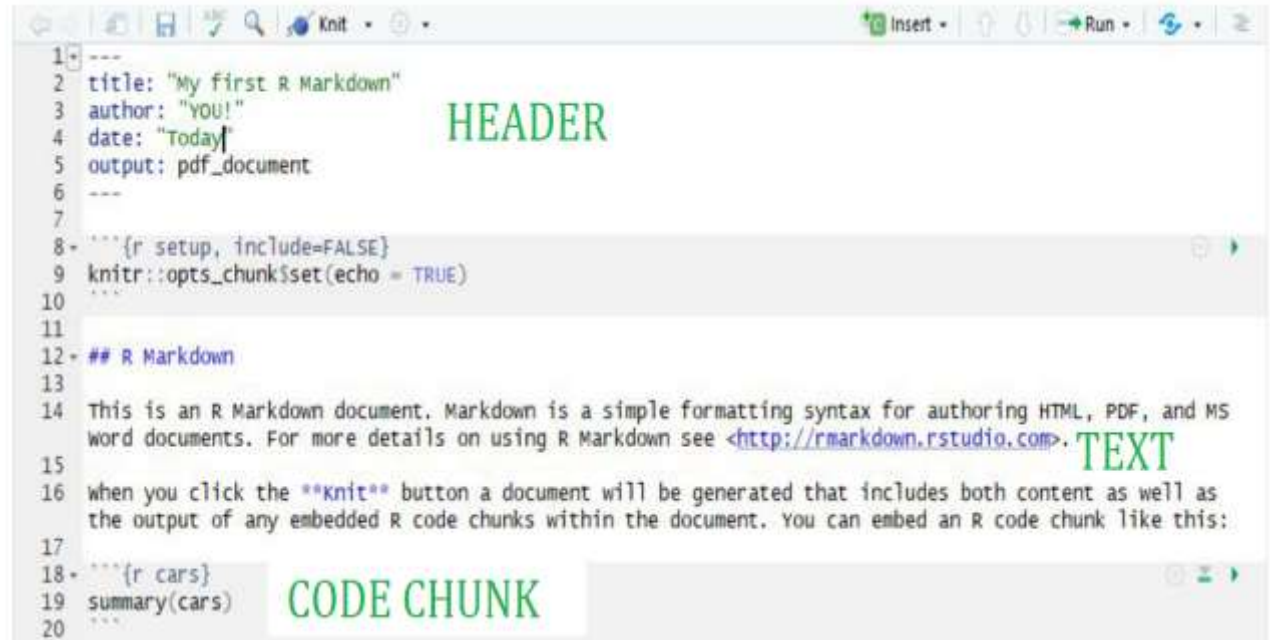 ABC Knit Insert Run
1 ---
2 title: "My first R Markdown"
3 author: "YOU!"
HEADER
4 date: "Today"
5 output: pdf_document
6 ---
7
8 ```{r setup, include=FALSE}
9 knitr::opts_chunk$set(echo = TRUE)
10 ```
11
12 ## R Markdown
13
14 This is an R Markdown document. Markdown is a simple formatting syntax for authoring HTML, PDF, and MS
Word documents. For more details on using R Markdown see <http://rmarkdown.rstudio.com>.
TEXT
15
16 When you click the **Knit** button a document will be generated that includes both content as well as
the output of any embedded R code chunks within the document. You can embed an R code chunk like this:
17
18 ```{r cars}
19 summary(cars)
CODE CHUNK
20 ```